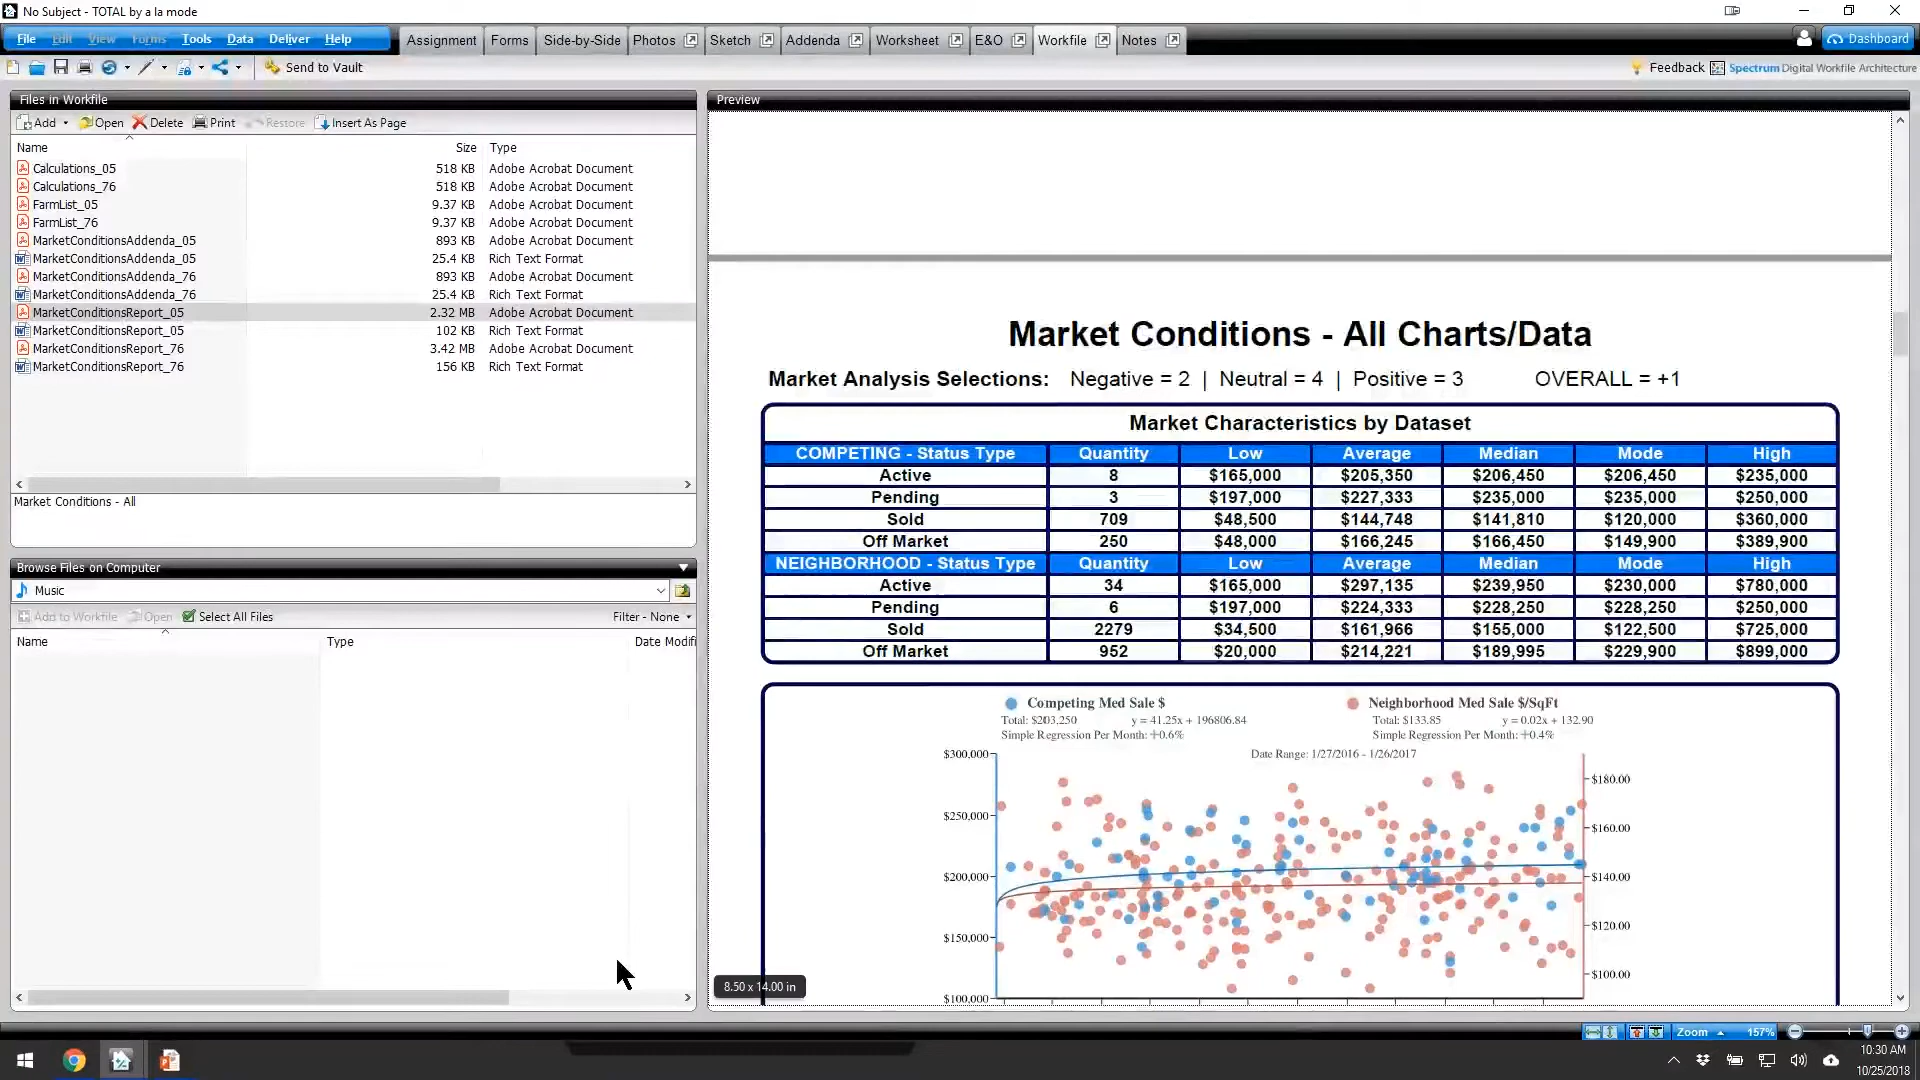 No Subject - TOTAL by a la mode
File Edit View Forms Tools Data Deliver Help
Assignment Forms Side-by-Side Photos Sketch Addenda Worksheet E&O Workfile Notes
Dashboard
Send to Vault
Feedback Spectrum Digital Workfile Architecture
Files in Workfile
Add Open Delete Print Restore Insert As Page
Name Size Type
Calculations_05 518 KB Adobe Acrobat Document
Calculations_76 518 KB Adobe Acrobat Document
FarmList_05 9.37 KB Adobe Acrobat Document
FarmList_76 9.37 KB Adobe Acrobat Document
MarketConditionsAddenda_05 893 KB Adobe Acrobat Document
MarketConditionsAddenda_05 25.4 KB Rich Text Format
MarketConditionsAddenda_76 893 KB Adobe Acrobat Document
MarketConditionsAddenda_76 25.4 KB Rich Text Format
MarketConditionsReport_05 2.32 MB Adobe Acrobat Document
MarketConditionsReport_05 102 KB Rich Text Format
MarketConditionsReport_76 3.42 MB Adobe Acrobat Document
MarketConditionsReport_76 156 KB Rich Text Format
Market Conditions - All
Browse Files on Computer
Music
Add to Workfile Open Select All Files Filter - None
Name Type Date Modifi
Preview
Market Conditions - All Charts/Data
Market Analysis Selections: Negative = 2 | Neutral = 4 | Positive = 3 OVERALL = +1
Market Characteristics by Dataset
COMPETING - Status Type Quantity Low Average Median Mode High
Active 8 $165,000 $205,350 $206,450 $206,450 $235,000
Pending 3 $197,000 $227,333 $235,000 $235,000 $250,000
Sold 709 $48,500 $144,748 $141,810 $120,000 $360,000
Off Market 250 $48,000 $166,245 $166,450 $149,900 $389,900
NEIGHBORHOOD - Status Type Quantity Low Average Median Mode High
Active 34 $165,000 $297,135 $239,950 $230,000 $780,000
Pending 6 $197,000 $224,333 $228,250 $228,250 $250,000
Sold 2279 $34,500 $161,966 $155,000 $122,500 $725,000
Off Market 952 $20,000 $214,221 $189,995 $229,900 $899,000
Competing Med Sale $ Neighborhood Med Sale $/SqFt
Total: $203,250 y = 41.25x + 196806.84 Total: $133.85 y = 0.02x + 132.90
Simple Regression Per Month: +0.6% Simple Regression Per Month: +0.4%
Date Range: 1/27/2016 - 1/26/2017
$300,000
$180.00
$250,000
$160.00
$200,000
$140.00
$150,000
$120.00
$100.00
$100,000
8.50 x 14.00 in
Zoom 157%
10:30 AM
10/25/2018